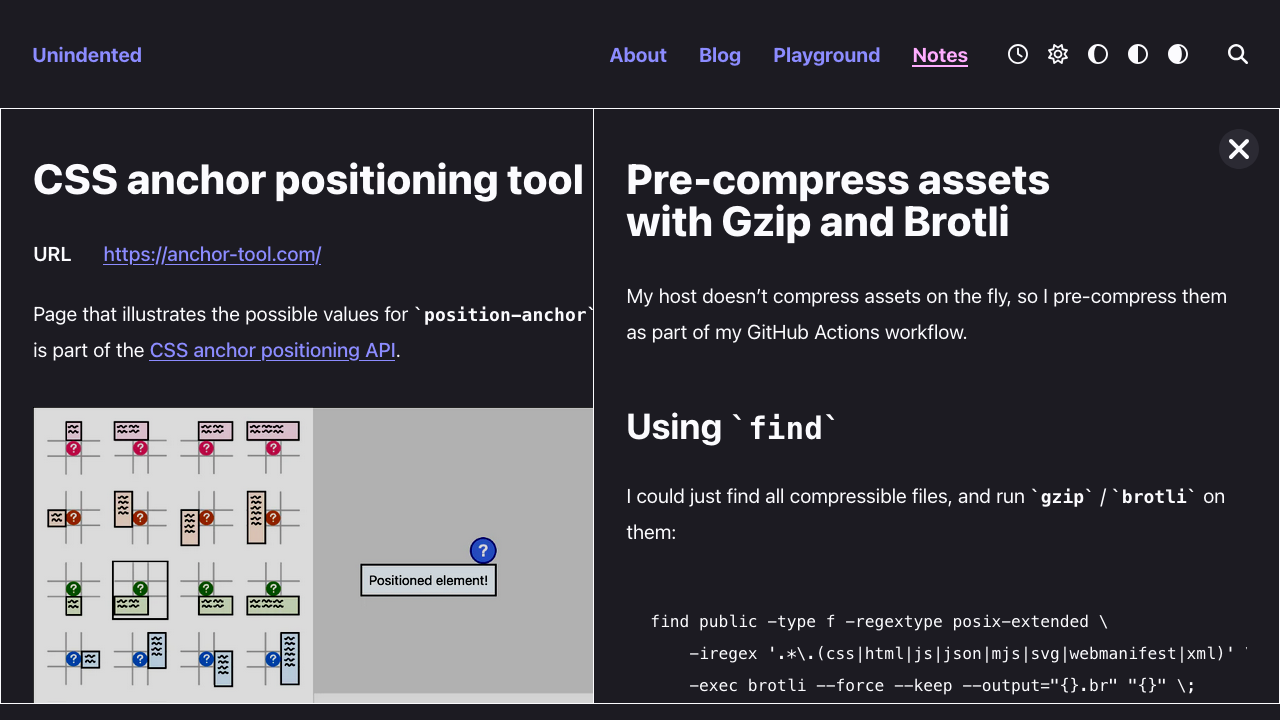 Unindented
About Blog Playground Notes
CSS anchor positioning tool
URL https://anchor-tool.com/
Page that illustrates the possible values for `position-anchor`
is part of the CSS anchor positioning API.
? ? ? ?
? ? ? ?
? ? ? ?
? ? ? ?
?
Positioned element!
Pre-compress assets
with Gzip and Brotli
My host doesn’t compress assets on the fly, so I pre-compress them
as part of my GitHub Actions workflow.
Using `find`
I could just find all compressible files, and run `gzip` / `brotli` on
them:
find public -type f -regextype posix-extended \
-iregex '.*\.(css|html|js|json|mjs|svg|webmanifest|xml)' \
-exec brotli --force --keep --output="{}.br" "{}" \;